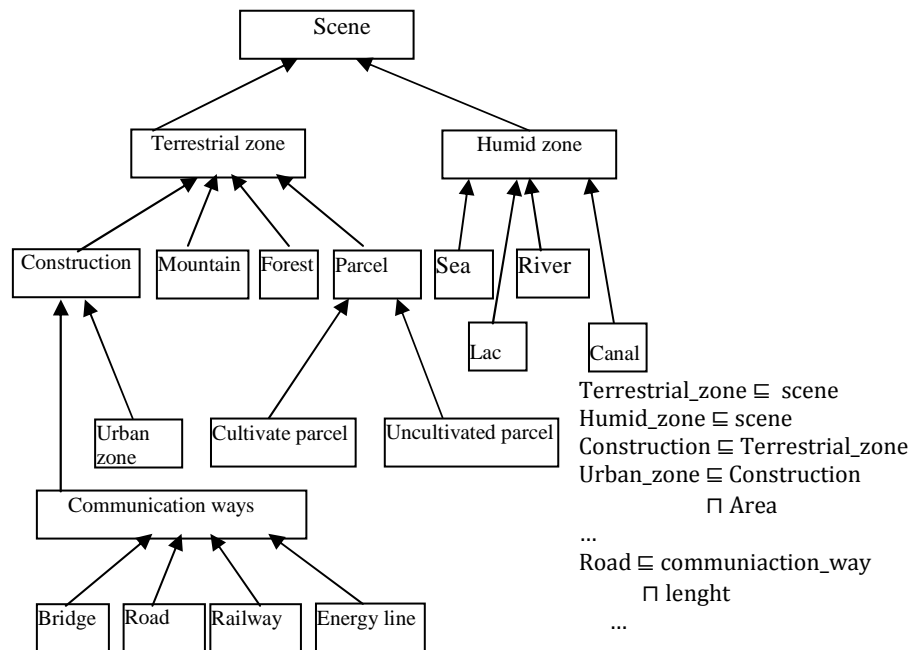 Scene
Terrestrial zone
Humid zone
Construction
Mountain
Forest
Parcel
Sea
River
Lac
Canal
Urban
zone
Cultivate parcel
Uncultivated parcel
Communication ways
Bridge
Road
Railway
Energy line
Terrestrial_zone ⊑ scene
Humid_zone ⊑ scene
Construction ⊑ Terrestrial_zone
Urban_zone ⊑ Construction
⊓ Area
...
Road ⊑ communiaction_way
⊓ lenght
...